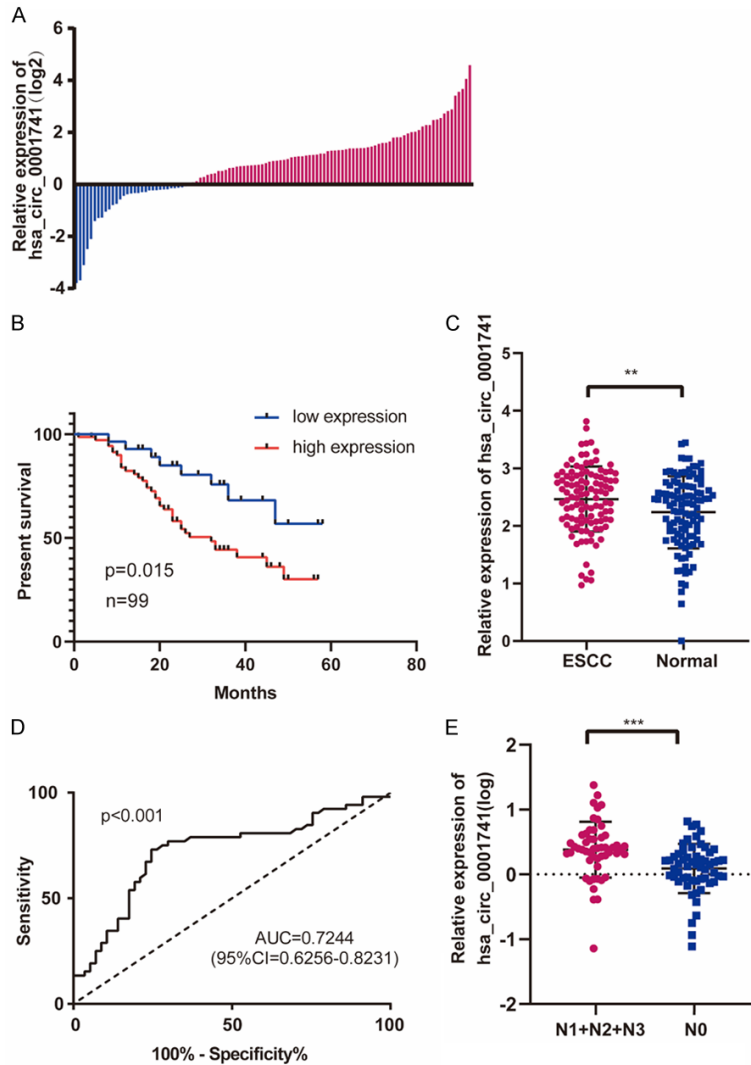 A
Relative expression of
hsa_circ_0001741 (log2)
6
4
2
0
-2
-4
B
Present survival
100
50
0
low expression
high expression
p=0.015
n=99
0 20 40 60 80
Months
C
Relative expression of hsa_circ_0001741
5
4
3
2
1
0
**
ESCC Normal
D
Sensitivity
100
50
0
p<0.001
AUC=0.7244
(95%CI=0.6256-0.8231)
0 50 100
100% - Specificity%
E
Relative expression of
hsa_circ_0001741(log)
2
1
0
-1
-2
***
N1+N2+N3 N0